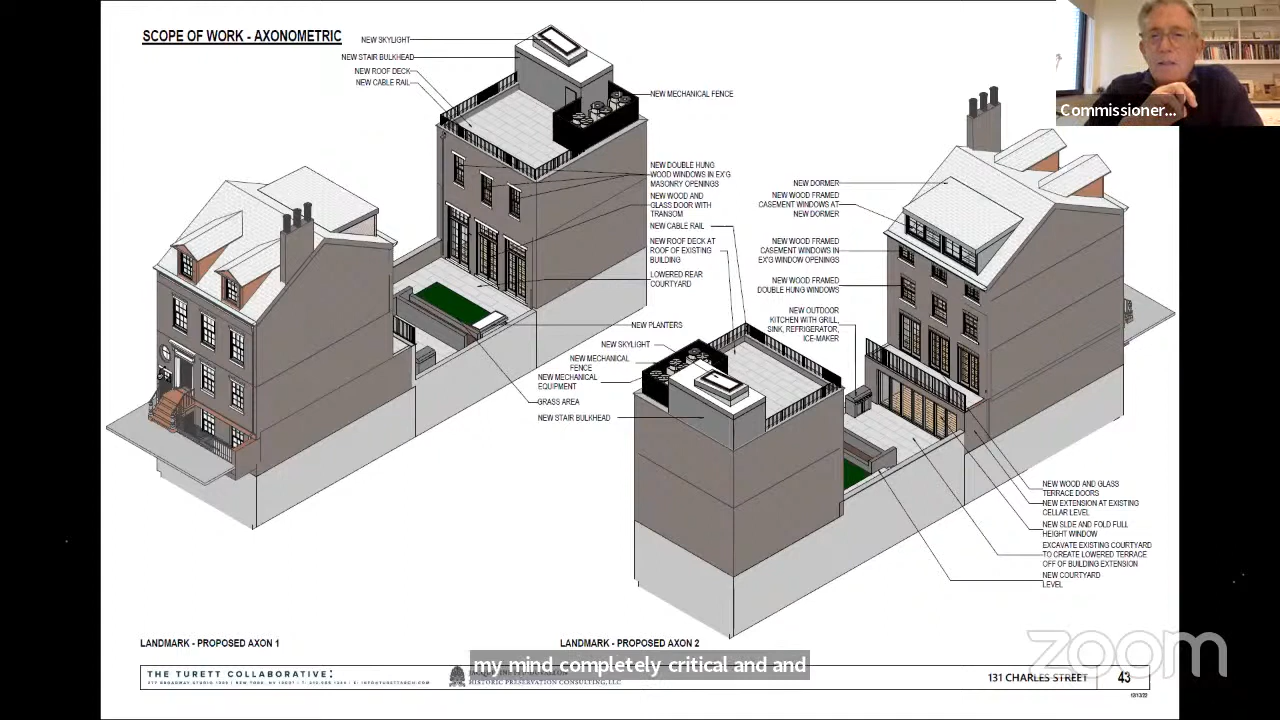 SCOPE OF WORK - AXONOMETRIC
NEW SKYLIGHT
NEW STAIR BULKHEAD
NEW ROOF DECK
NEW CABLE RAIL
NEW MECHANICAL FENCE
NEW DOUBLE HUNG
WOOD WINDOWS IN EX'G
MASONRY OPENINGS
NEW WOOD AND
GLASS DOOR WITH
TRANSOM
NEW CABLE RAIL
NEW ROOF DECK AT
ROOF OF EXISTING
BUILDING
LOWERED REAR
COURTYARD
NEW PLANTERS
NEW SKYLIGHT
NEW MECHANICAL
FENCE
NEW MECHANICAL
EQUIPMENT
GRASS AREA
NEW STAIR BULKHEAD
NEW DORMER
NEW WOOD FRAMED
CASEMENT WINDOWS AT
NEW DORMER
NEW WOOD FRAMED
CASEMENT WINDOWS IN
EX'G WINDOW OPENINGS
NEW WOOD FRAMED
DOUBLE HUNG WINDOWS
NEW OUTDOOR
KITCHEN WITH GRILL,
SINK, REFRIGERATOR,
ICE-MAKER
NEW WOOD AND GLASS
TERRACE DOORS
NEW EXTENSION AT EXISTING
CELLAR LEVEL
NEW SLDE AND FOLD FULL
HEIGHT WINDOW
EXCAVATE EXISTING COURTYARD
TO CREATE LOWERED TERRACE
OFF OF BUILDING EXTENSION
NEW COURTYARD
LEVEL
Commissioner...
LANDMARK - PROPOSED AXON 1
LANDMARK - PROPOSED AXON 2
my mind completely critical and and
THE TURETT COLLABORATIVE:
HISTORIC PRESERVATION CONSULTING, LLC
131 CHARLES STREET
43
zoom